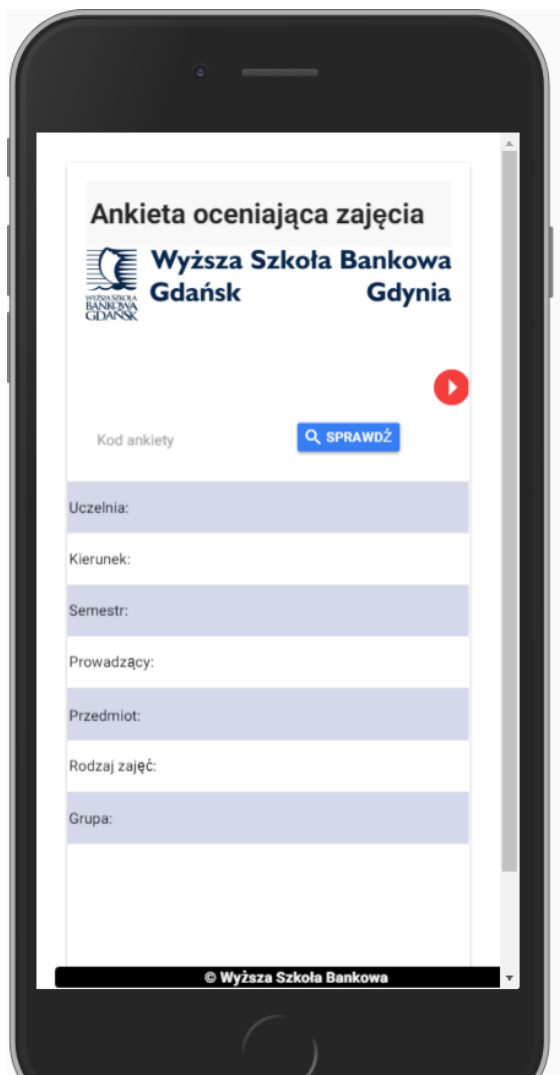 Ankieta oceniająca zajęcia
Wyższa Szkoła Bankowa
Gdańsk Gdynia
WYŻSZA SZKOŁA
BANKOWA
GDAŃSK
Kod ankiety
SPRAWDŹ
Uczelnia:
Kierunek:
Semestr:
Prowadzący:
Przedmiot:
Rodzaj zajęć:
Grupa:
© Wyższa Szkoła Bankowa